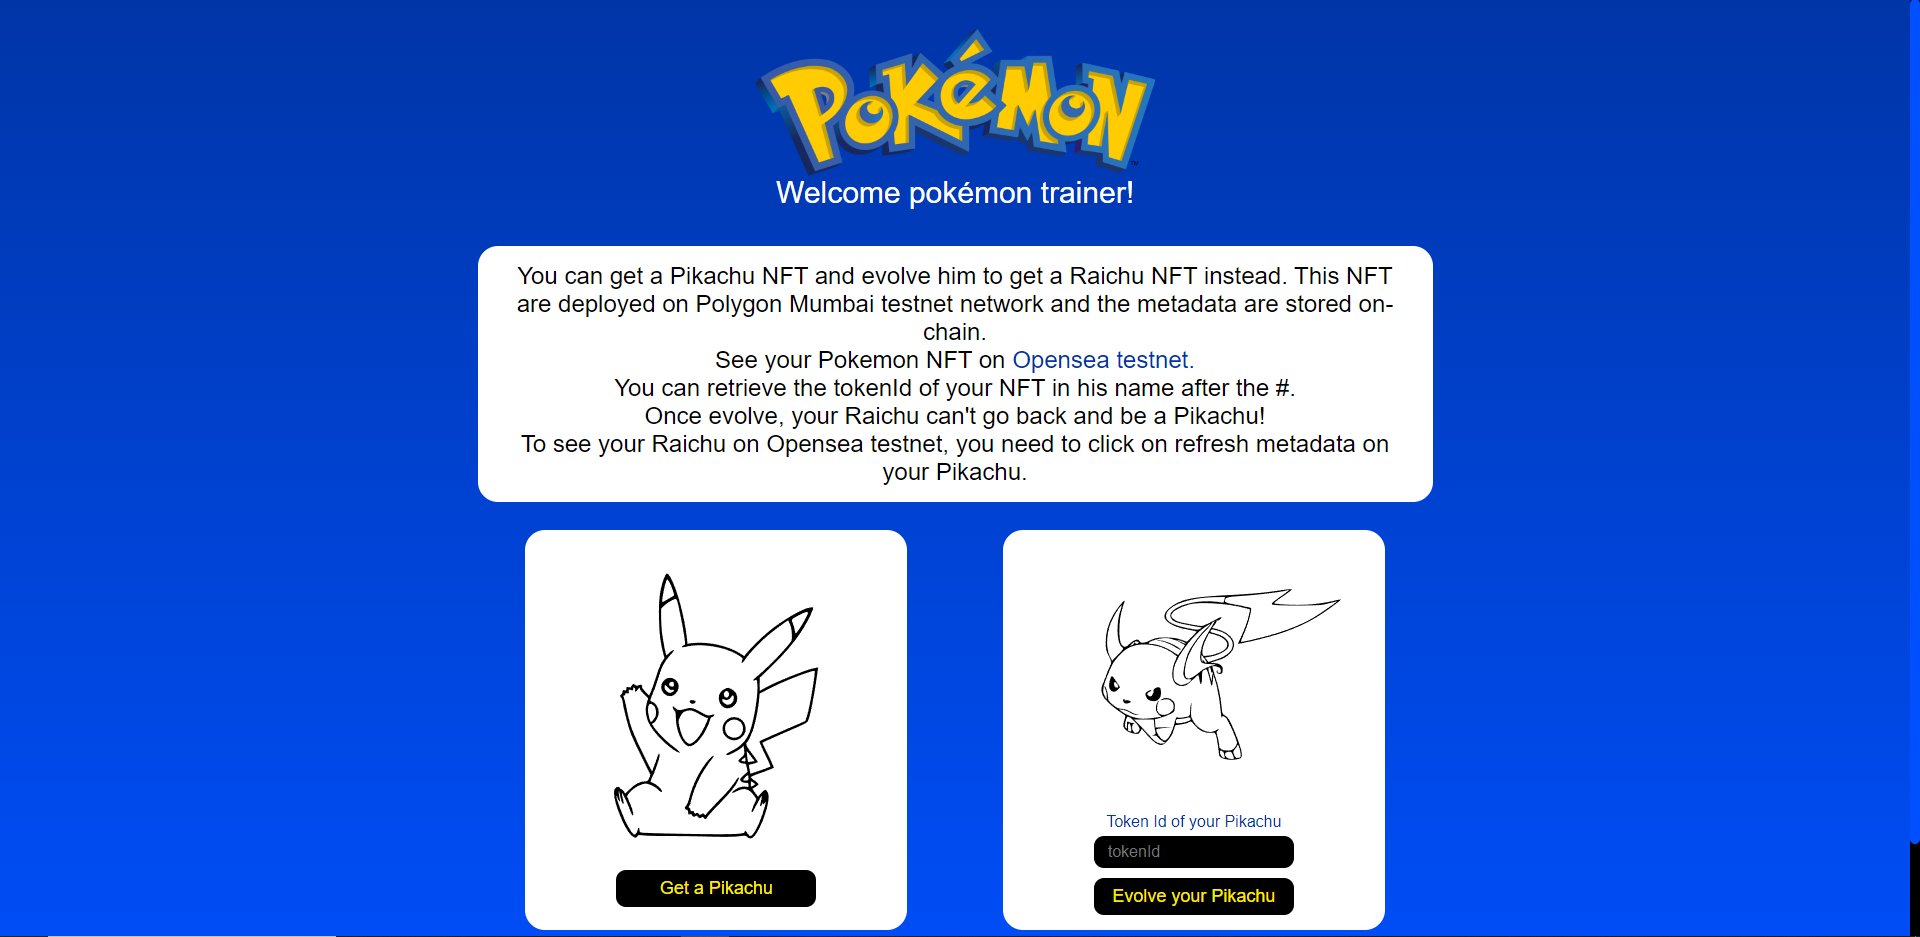 POKéMON
TM
Welcome pokémon trainer!
You can get a Pikachu NFT and evolve him to get a Raichu NFT instead. This NFT
are deployed on Polygon Mumbai testnet network and the metadata are stored on-
chain.
See your Pokemon NFT on Opensea testnet.
You can retrieve the tokenId of your NFT in his name after the #.
Once evolve, your Raichu can't go back and be a Pikachu!
To see your Raichu on Opensea testnet, you need to click on refresh metadata on
your Pikachu.
Get a Pikachu
Token Id of your Pikachu
tokenId
Evolve your Pikachu